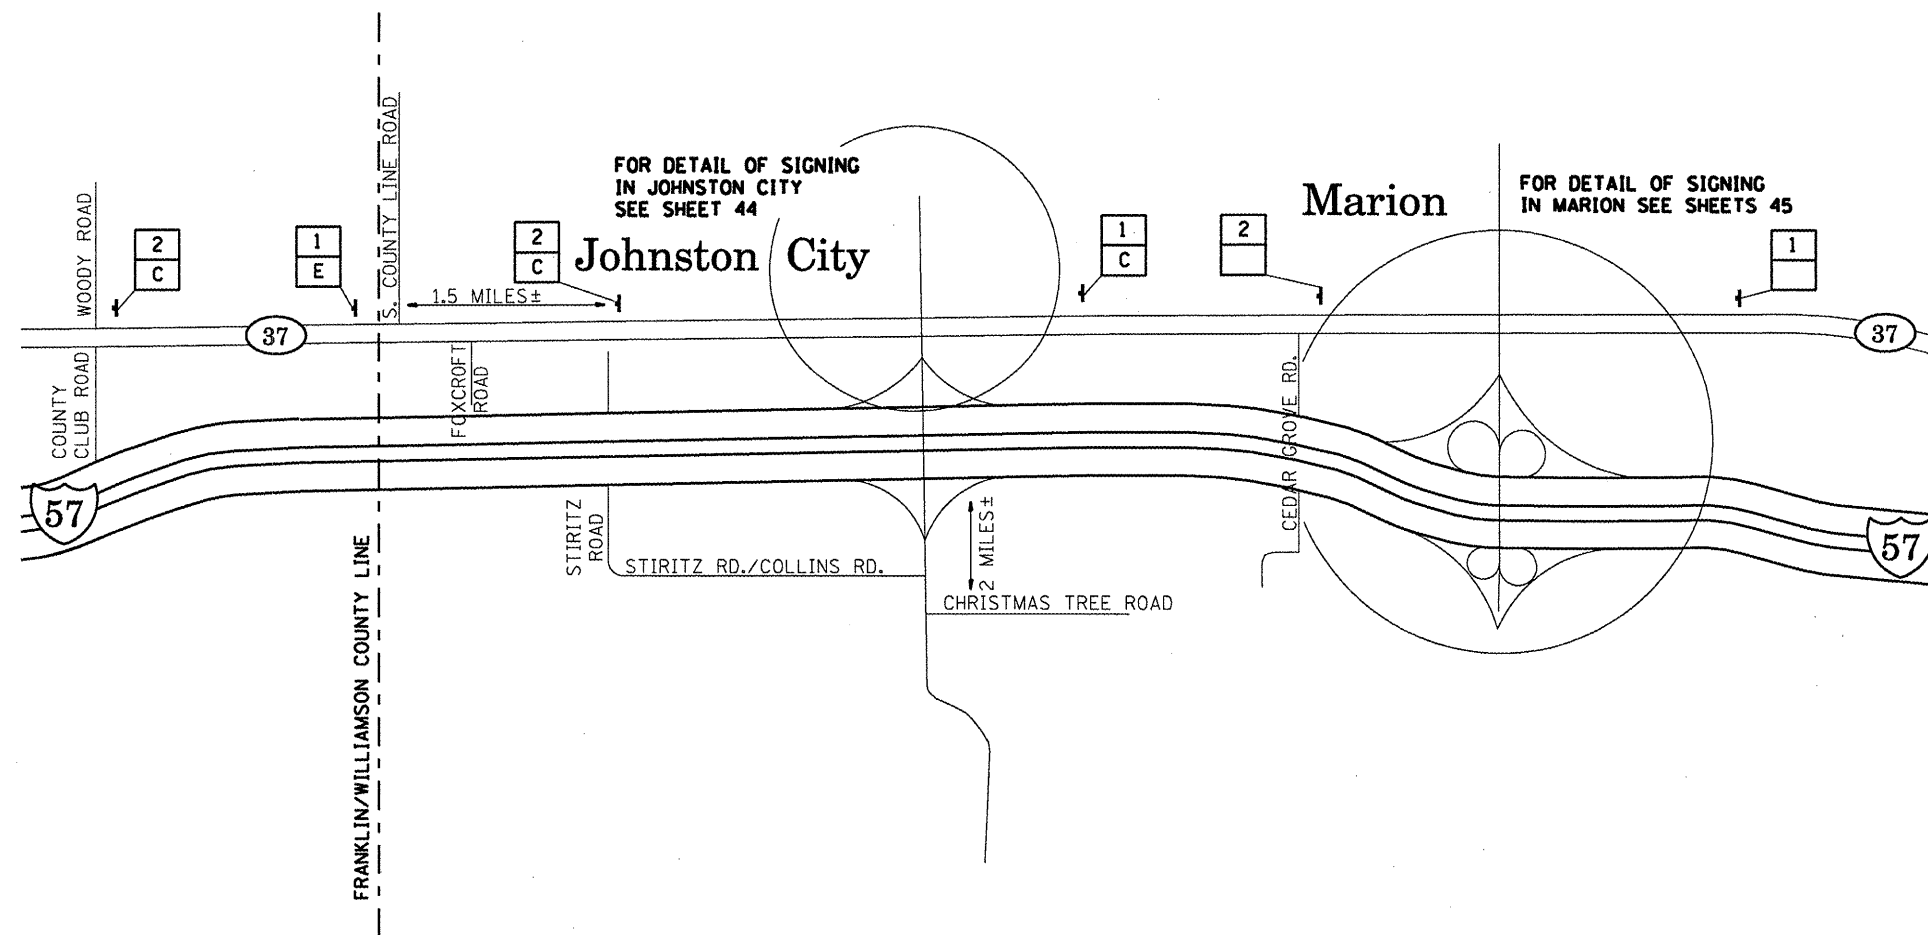 WOODY ROAD
2
C
1
E
S. COUNTY LINE ROAD
1.5 MILES±
2
C
FOR DETAIL OF SIGNING
IN JOHNSTON CITY
SEE SHEET 44
Johnston City
1
C
2
Marion
FOR DETAIL OF SIGNING
IN MARION SEE SHEETS 45
1
37
37
COUNTY
CLUB ROAD
FOXCROFT
ROAD
CEDAR GROVE RD.
57
57
STIRITZ
ROAD
STIRITZ RD./COLLINS RD.
2 MILES±
CHRISTMAS TREE ROAD
FRANKLIN/WILLIAMSON COUNTY LINE